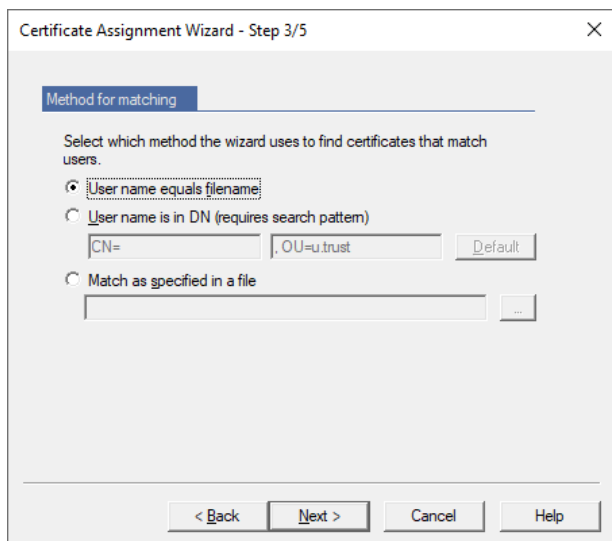 Certificate Assignment Wizard - Step 3/5
Method for matching
Select which method the wizard uses to find certificates that match
users.
User name equals filename
User name is in DN (requires search pattern)
CN= , OU=u.trust Default
Match as specified in a file
...
< Back Next > Cancel Help